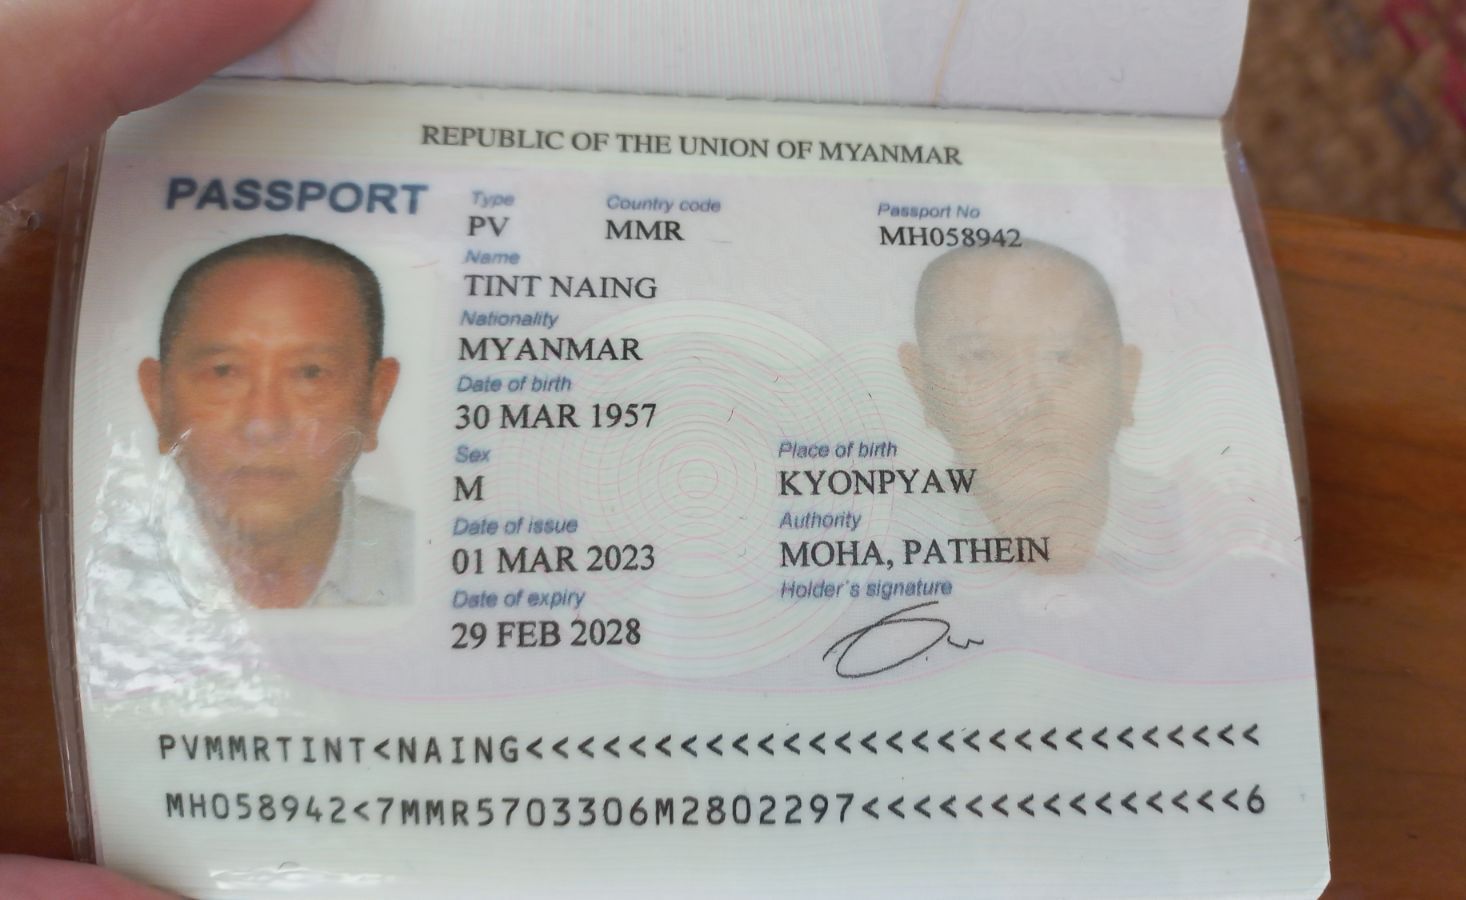 REPUBLIC OF THE UNION OF MYANMAR
PASSPORT
Type Country code Passport No
PV MMR MH058942
Name
TINT NAING
Nationality
MYANMAR
Date of birth
30 MAR 1957
Sex Place of birth
M KYONPYAW
Date of issue Authority
01 MAR 2023 MOHA, PATHEIN
Date of expiry Holder's signature
29 FEB 2028
PVMMRTINT<NAING<<<<<<<<<<<<<<<<<<<<<<<<<<<<<
MH058942<7MMR5703306M2802297<<<<<<<<<<<<<<<6